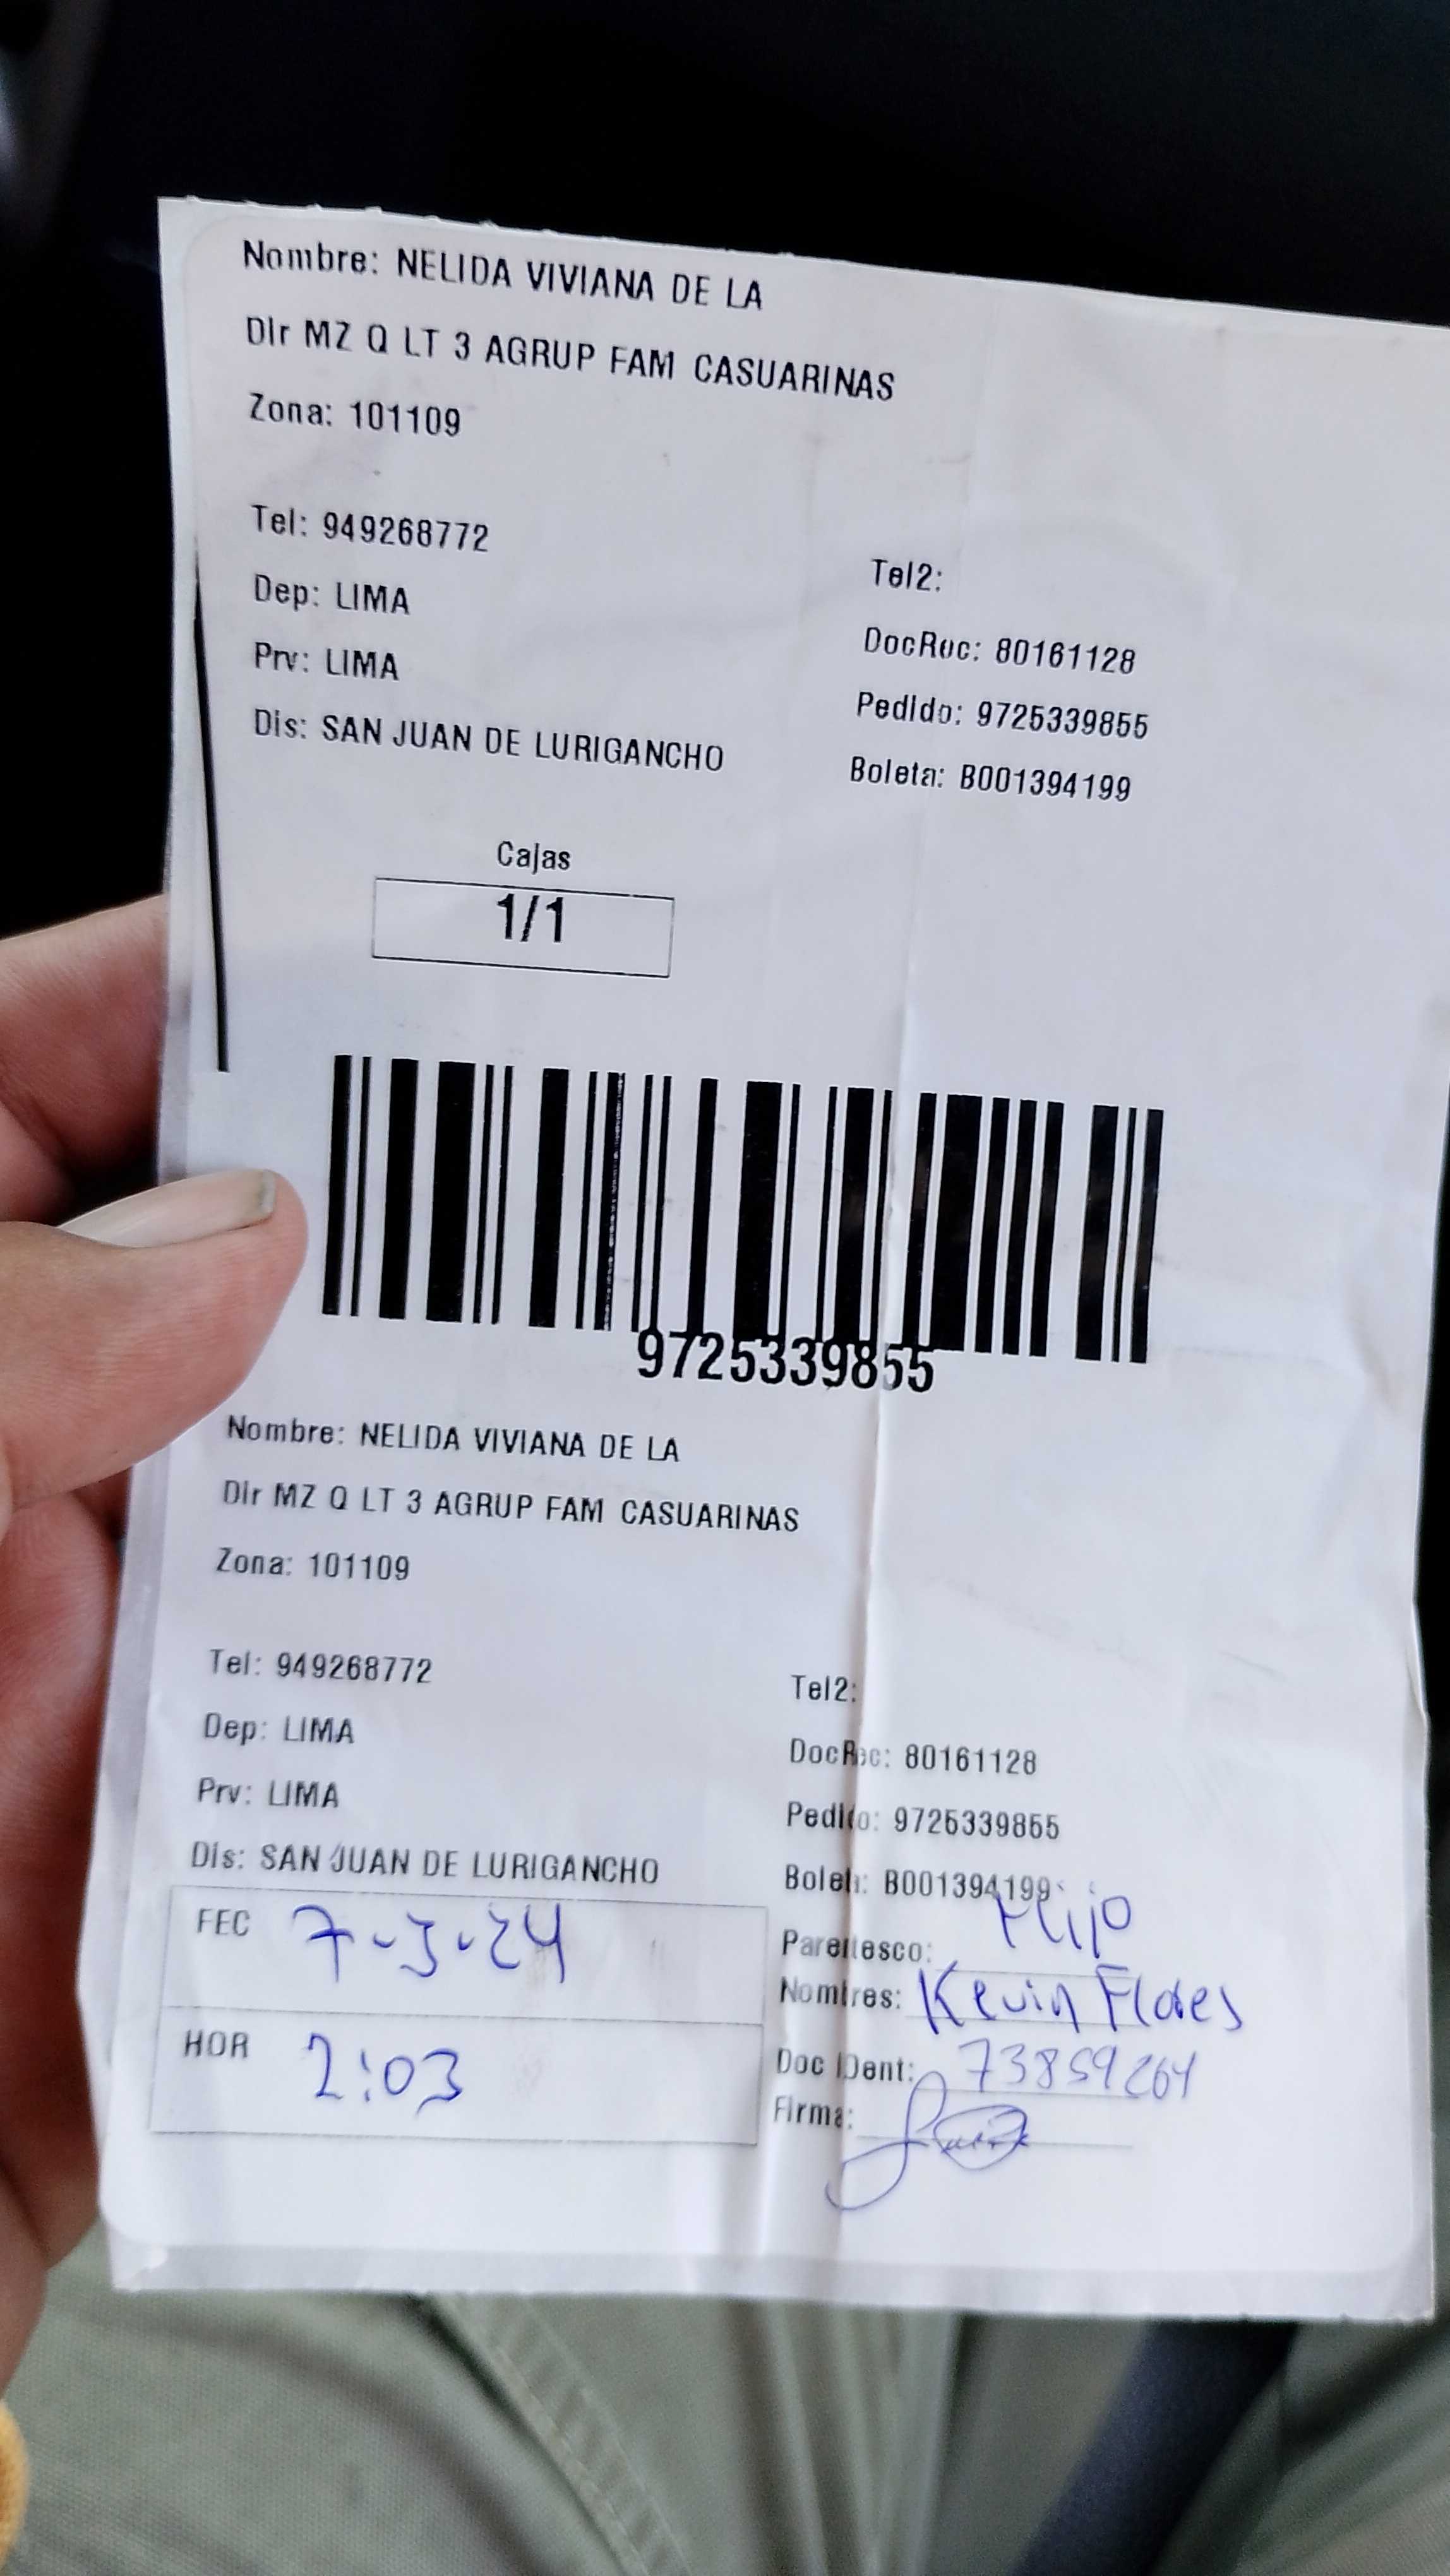 Nombre: NELIDA VIVIANA DE LA
Dir MZ Q LT 3 AGRUP FAM CASUARINAS
Zona: 101109
Tel: 949268772
Tel2:
Dep: LIMA
DocRec: 80161128
Prv: LIMA
Pedido: 9725339855
Dis: SAN JUAN DE LURIGANCHO
Boleta: B001394199
Cajas
1/1
9725339855
Nombre: NELIDA VIVIANA DE LA
Dir MZ Q LT 3 AGRUP FAM CASUARINAS
Zona: 101109
Tel: 949268772
Tel2:
Dep: LIMA
DocRec: 80161128
Prv: LIMA
Pedido: 9725339855
Dis: SAN JUAN DE LURIGANCHO
Boleta: B001394199
FEC 7-3-24
Parentesco: Hijo
Nombres: Kevin Flores
HOR 2:03
Doc Ident: 73859264
Firma: